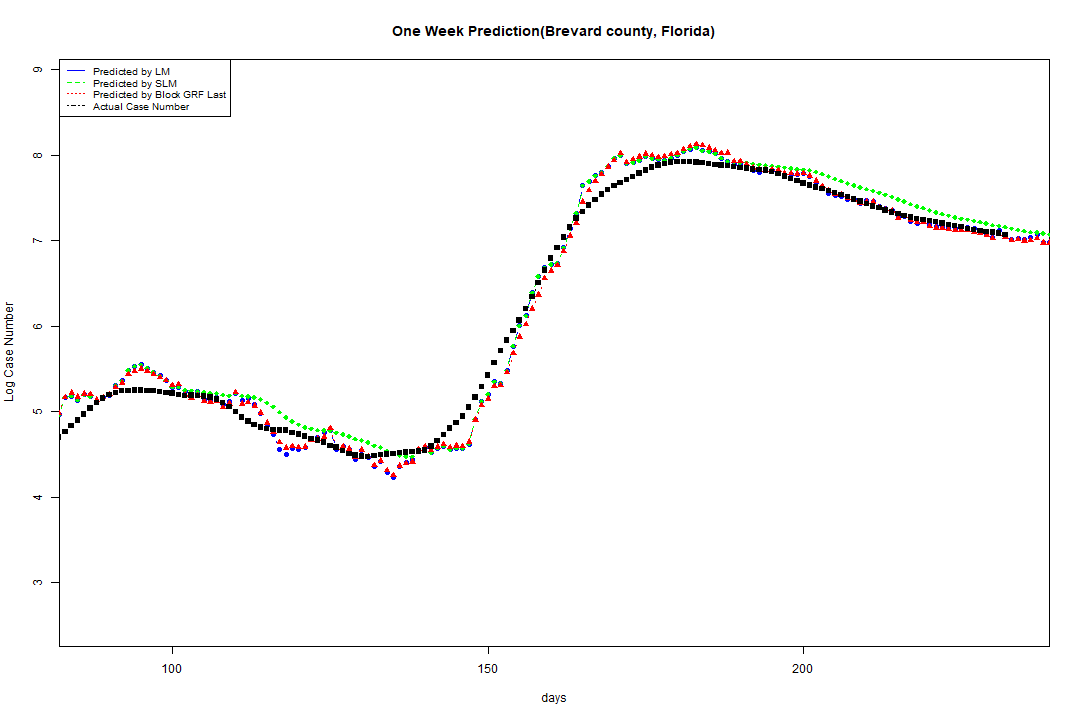 One Week Prediction(Brevard county, Florida)
Predicted by LM
Predicted by SLM
Predicted by Block GRF Last
Actual Case Number
9
8
7
6
5
4
3
Log Case Number
100 150 200
days